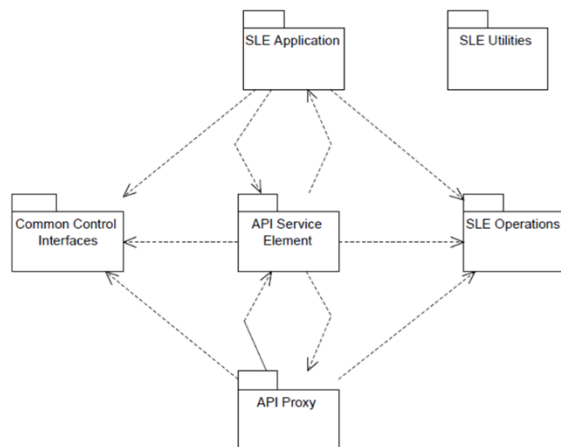 SLE Application
SLE Utilities
Common Control
Interfaces
API Service
Element
SLE Operations
API Proxy